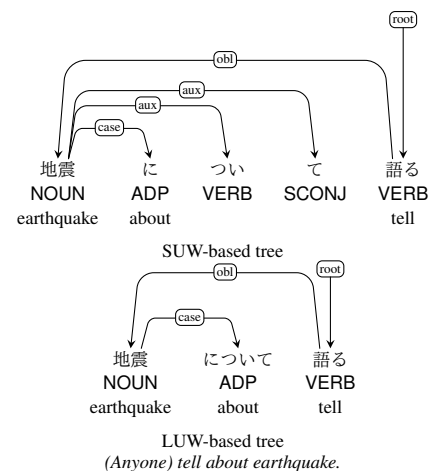 root
obl
aux
aux
case
地震 に つい て 語る
NOUN ADP VERB SCONJ VERB
earthquake about tell
SUW-based tree
obl root
case
地震 について 語る
NOUN ADP VERB
earthquake about tell
LUW-based tree
(Anyone) tell about earthquake.